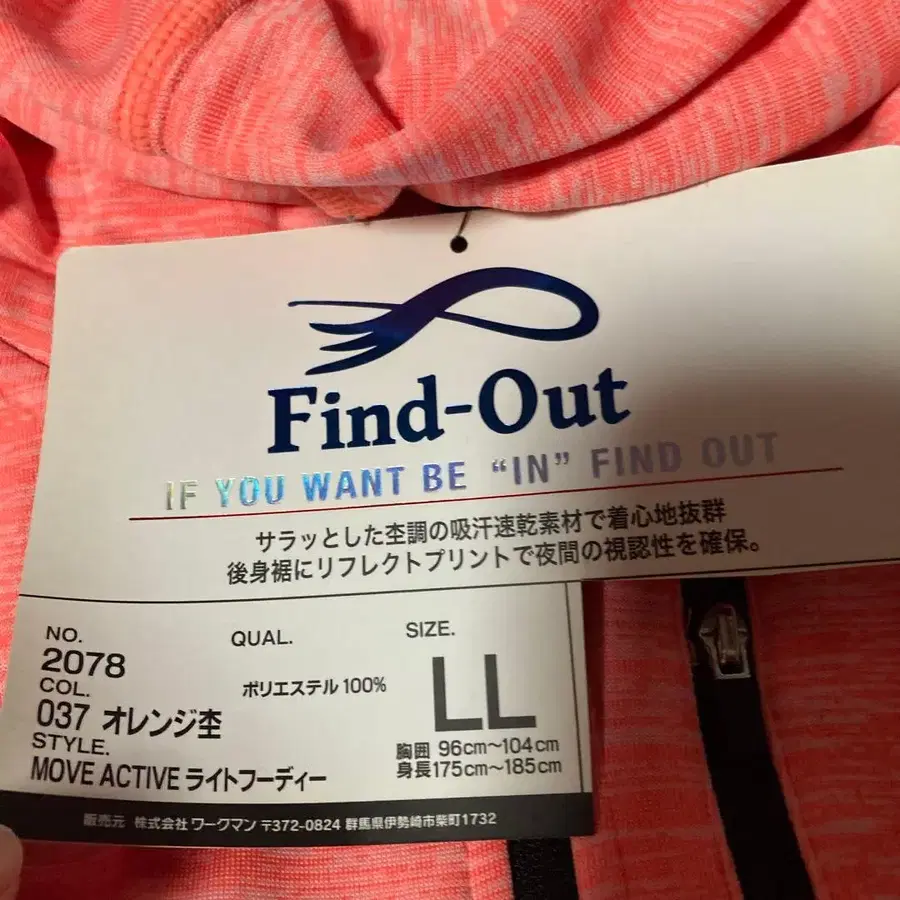 Find-Out
IF YOU WANT BE “IN” FIND OUT
サラッとした杢調の吸汗速乾素材で着心地抜群
後身裾にリフレクトプリントで夜間の視認性を確保。
NO.
2078
COL.
037 オレンジ杢
STYLE.
MOVE ACTIVE ライトフーディー
QUAL.
ポリエステル 100%
SIZE.
LL
胸囲 96cm～104cm
身長175cm～185cm
販売元 株式会社 ワークマン 〒372-0824 群馬県伊勢崎市柴町1732